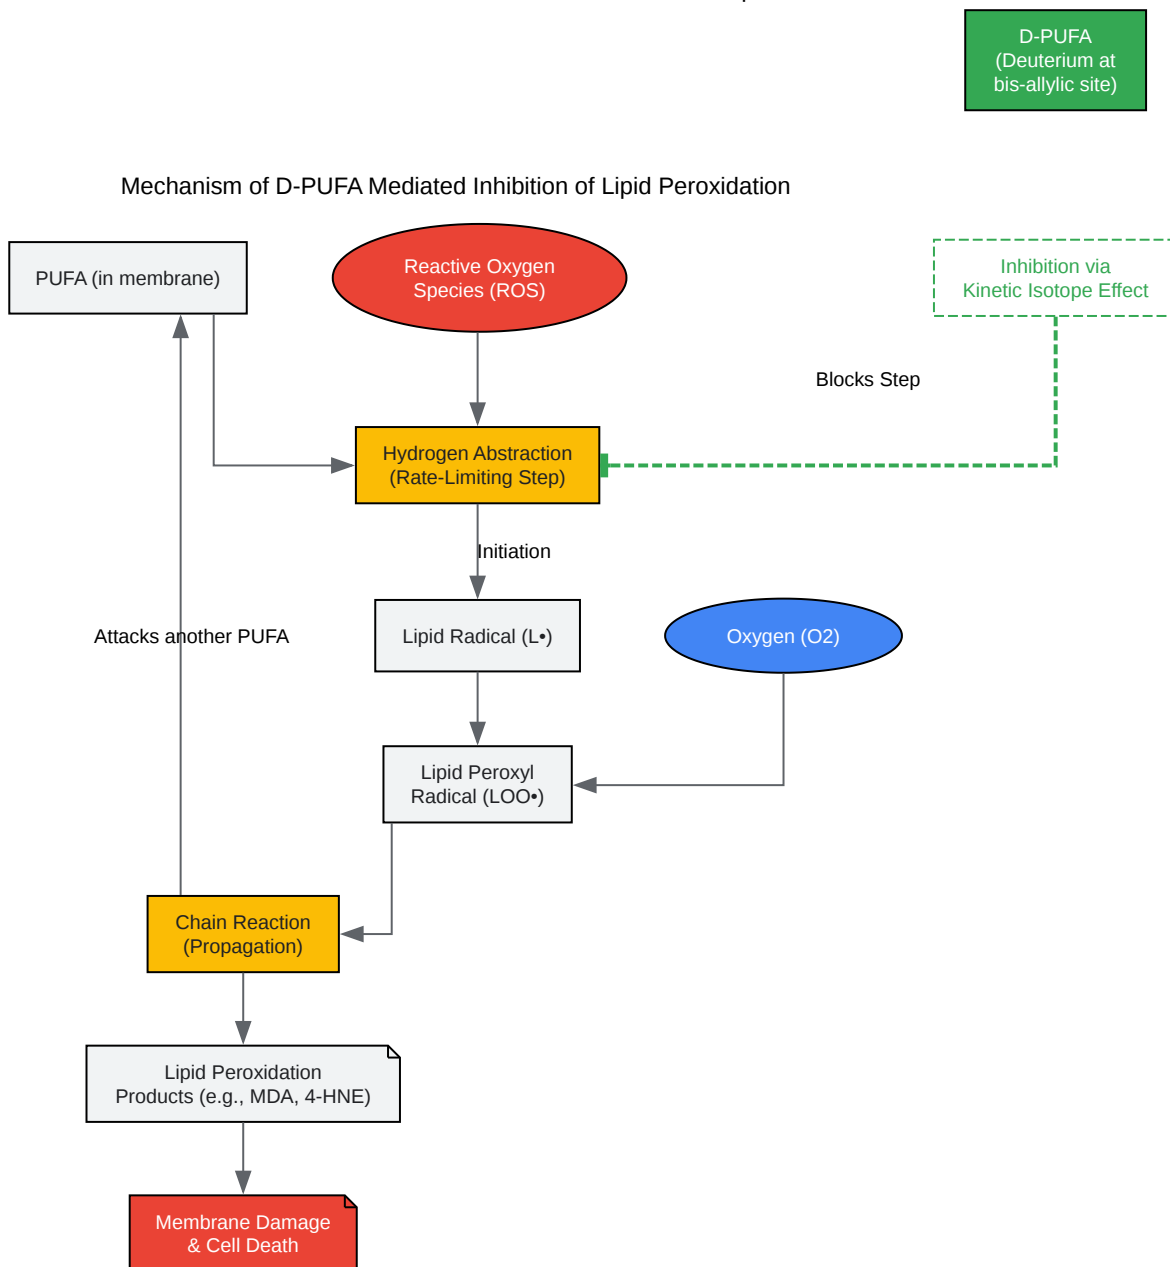 D-PUFA
(Deuterium at
bis-allylic site)
Mechanism of D-PUFA Mediated Inhibition of Lipid Peroxidation
PUFA (in membrane)
Reactive Oxygen
Species (ROS)
Inhibition via
Kinetic Isotope Effect
Blocks Step
Hydrogen Abstraction
(Rate-Limiting Step)
Initiation
Attacks another PUFA
Lipid Radical (L•)
Oxygen (O2)
Lipid Peroxyl
Radical (LOO•)
Chain Reaction
(Propagation)
Lipid Peroxidation
Products (e.g., MDA, 4-HNE)
Membrane Damage
& Cell Death